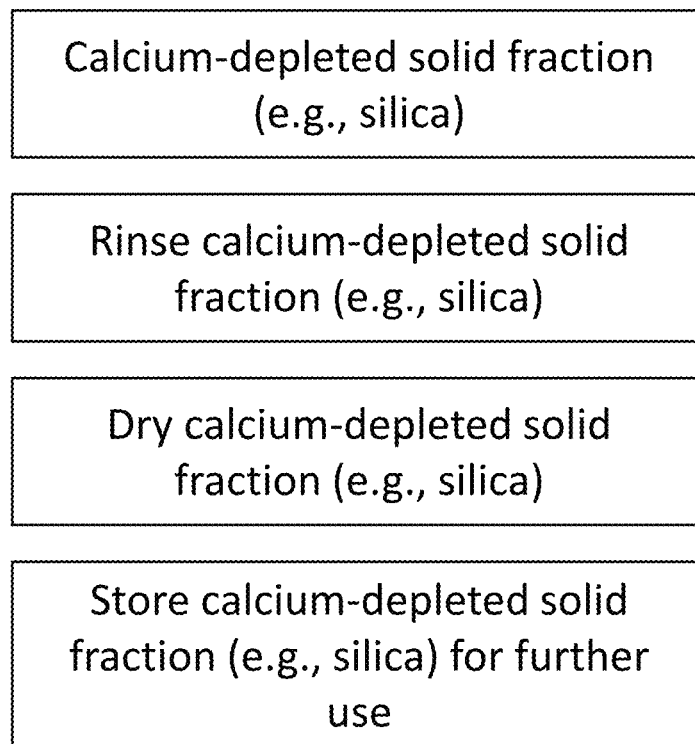 Calcium-depleted solid fraction
(e.g., silica)
Rinse calcium-depleted solid
fraction (e.g., silica)
Dry calcium-depleted solid
fraction (e.g., silica)
Store calcium-depleted solid
fraction (e.g., silica) for further
use